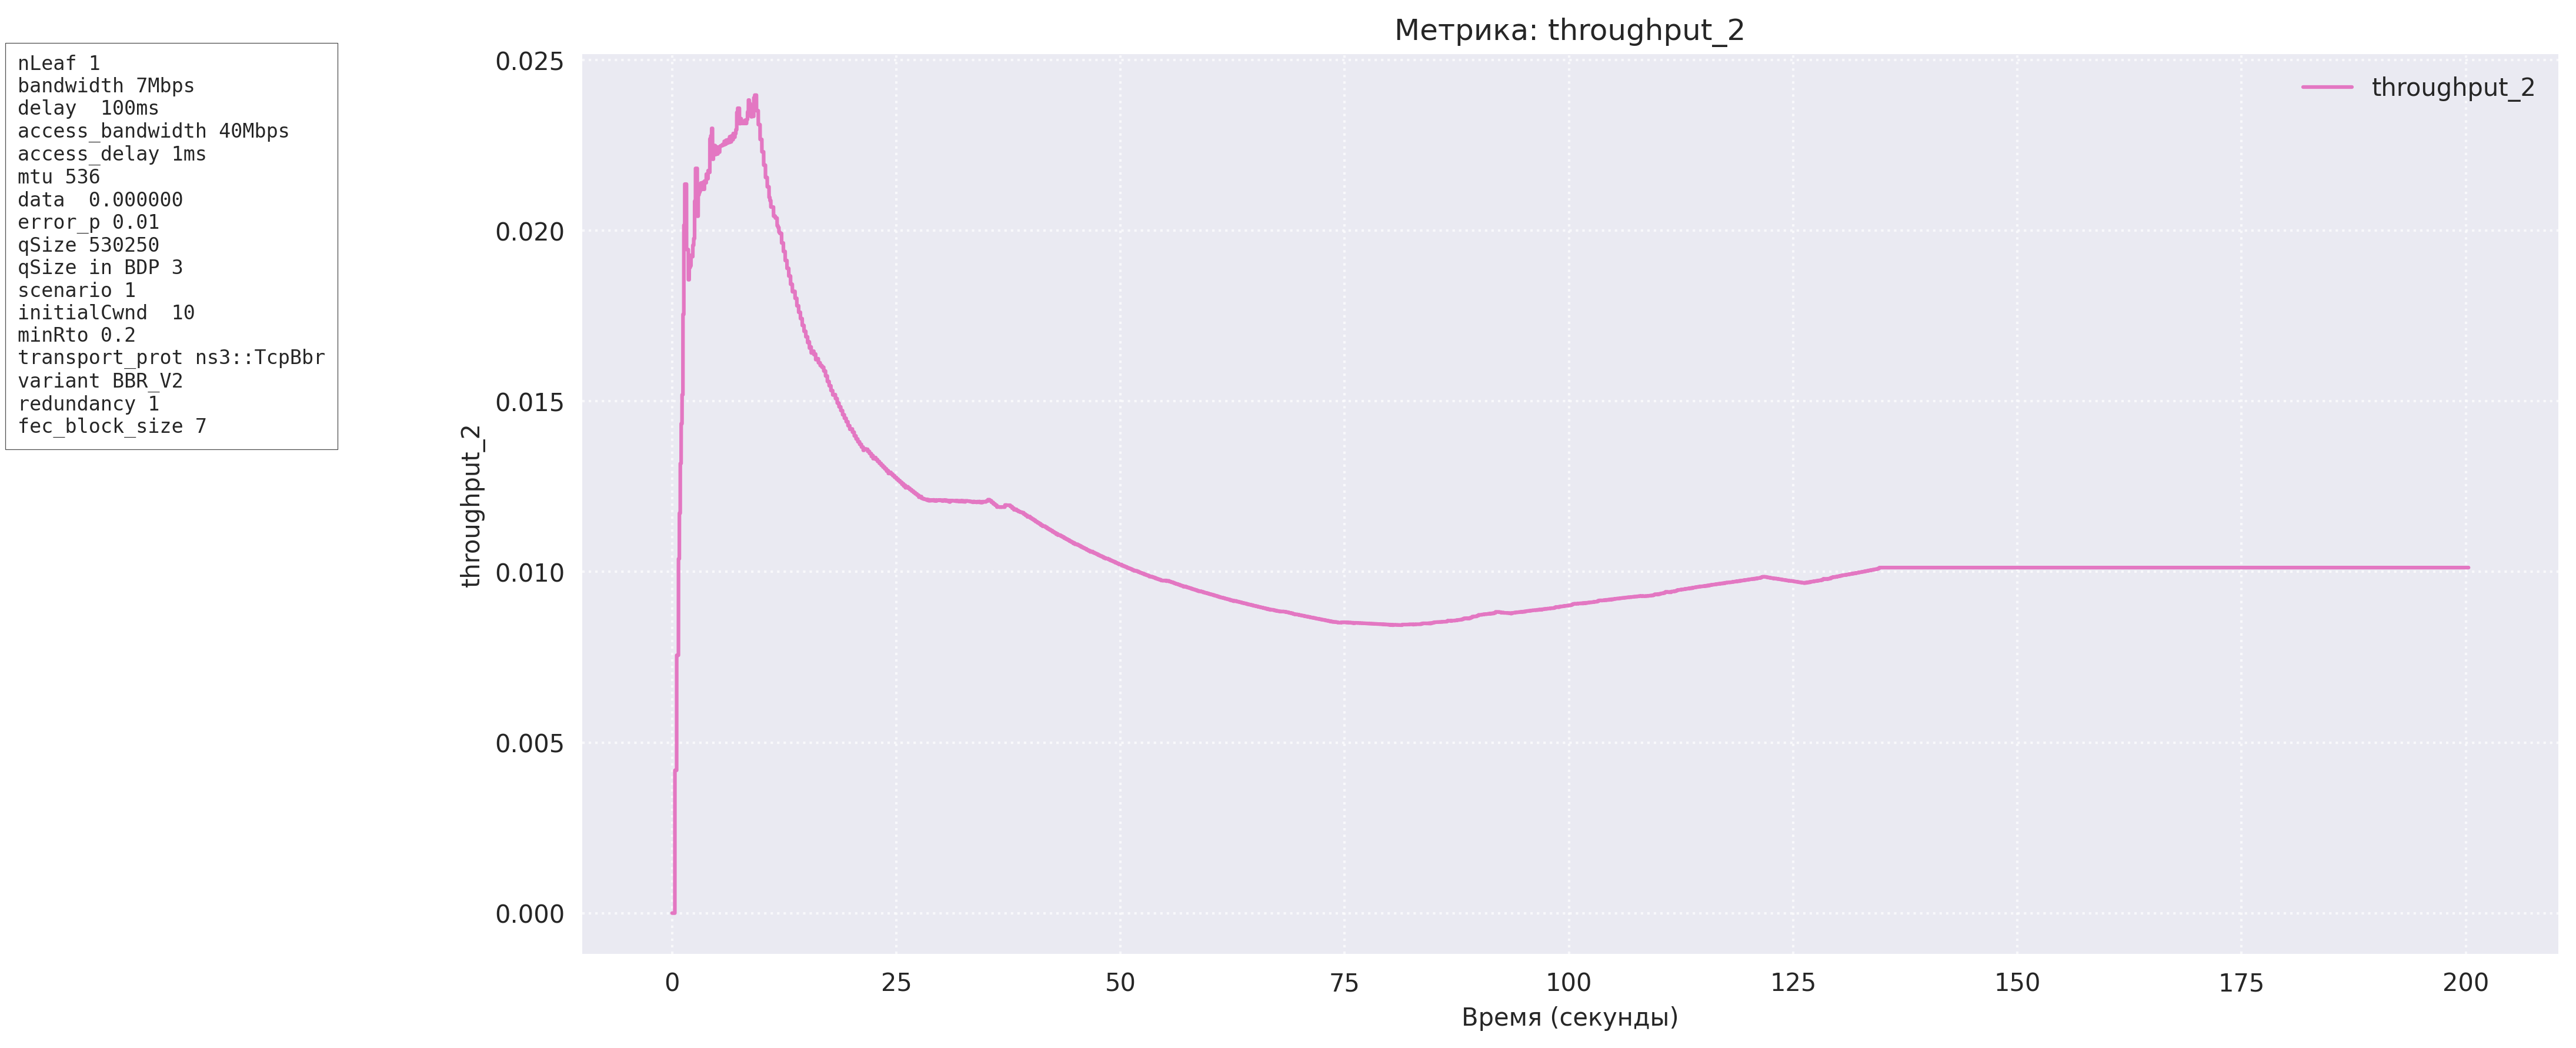 nLeaf 1
bandwidth 7Mbps
delay  100ms
access_bandwidth 40Mbps
access_delay 1ms
mtu 536
data  0.000000
error_p 0.01
qSize 530250
qSize in BDP 3
scenario 1
initialCwnd  10
minRto 0.2
transport_prot ns3::TcpBbr
variant BBR_V2
redundancy 1
fec_block_size 7
Метрика: throughput_2
throughput_2
throughput_2
0.025
0.020
0.015
0.010
0.005
0.000
0
25
50
75
100
125
150
175
200
Время (секунды)